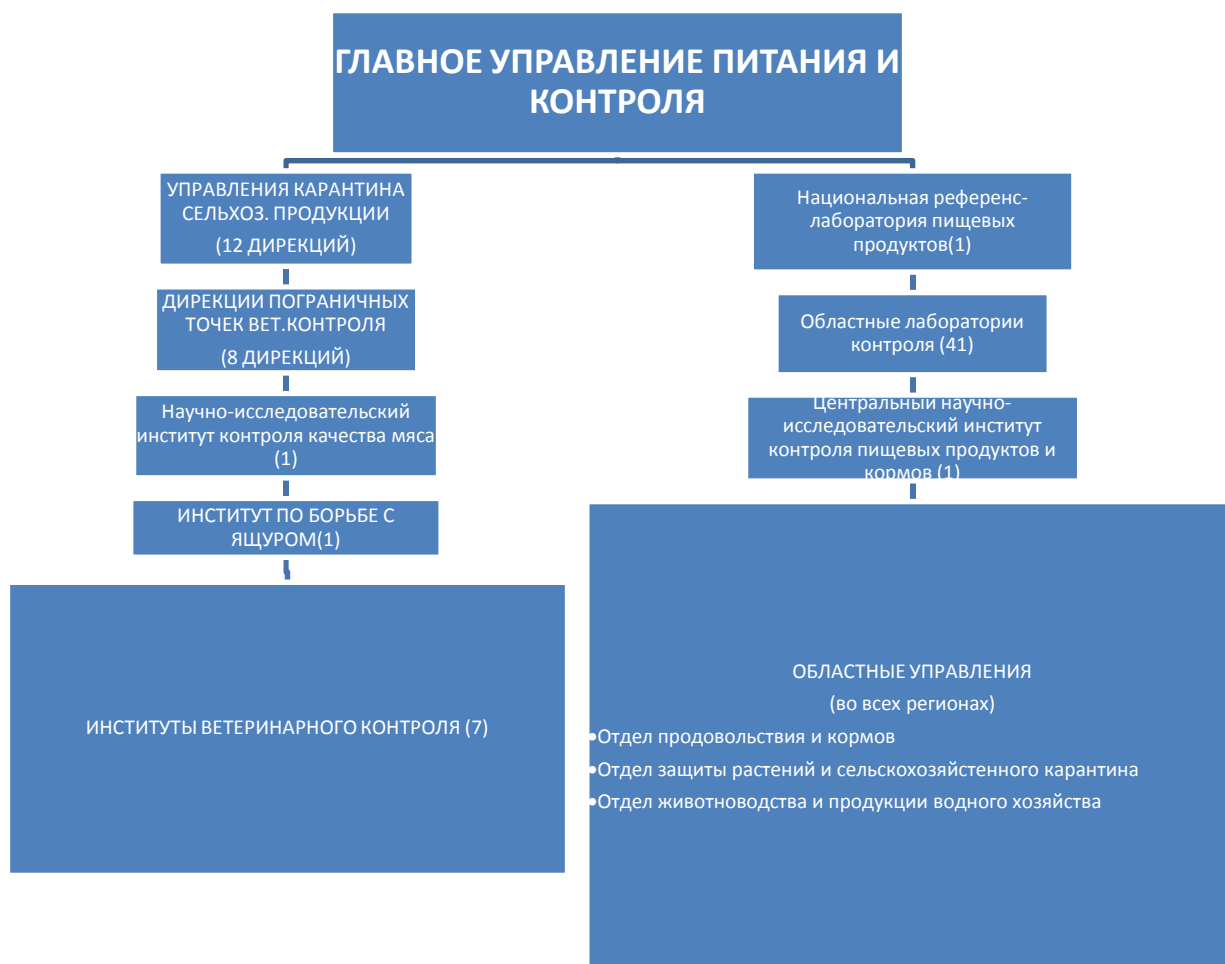 ГЛАВНОЕ УПРАВЛЕНИЕ ПИТАНИЯ И
КОНТРОЛЯ
УПРАВЛЕНИЯ КАРАНТИНА
СЕЛЬХОЗ. ПРОДУКЦИИ
(12 ДИРЕКЦИЙ)
ДИРЕКЦИИ ПОГРАНИЧНЫХ
ТОЧЕК ВЕТ.КОНТРОЛЯ
(8 ДИРЕКЦИЙ)
Научно-исследовательский
институт контроля качества мяса
(1)
ИНСТИТУТ ПО БОРЬБЕ С
ЯЩУРОМ(1)
ИНСТИТУТЫ ВЕТЕРИНАРНОГО КОНТРОЛЯ (7)
Национальная референс-
лаборатория пищевых
продуктов(1)
Областные лаборатории
контроля (41)
Центральный научно-
исследовательский институт
контроля пищевых продуктов и
кормов (1)
ОБЛАСТНЫЕ УПРАВЛЕНИЯ
(во всех регионах)
•Отдел продовольствия и кормов
•Отдел защиты растений и сельскохозяйстенного карантина
•Отдел животноводства и продукции водного хозяйства